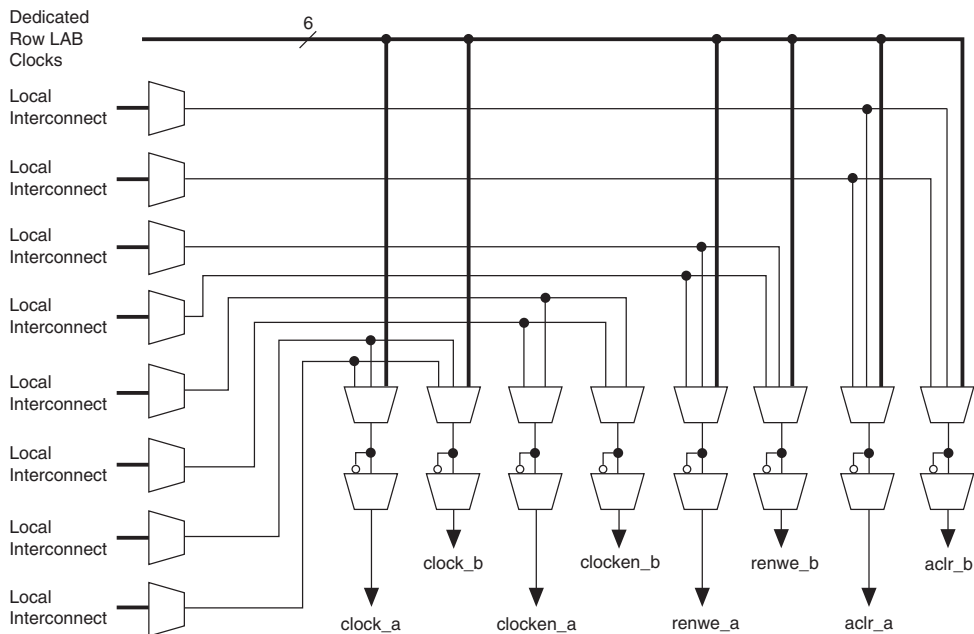 Dedicated
Row LAB
Clocks
6
Local
Interconnect
Local
Interconnect
Local
Interconnect
Local
Interconnect
Local
Interconnect
Local
Interconnect
Local
Interconnect
Local
Interconnect
clock_b
clocken_b
renwe_b
aclr_b
clock_a
clocken_a
renwe_a
aclr_a